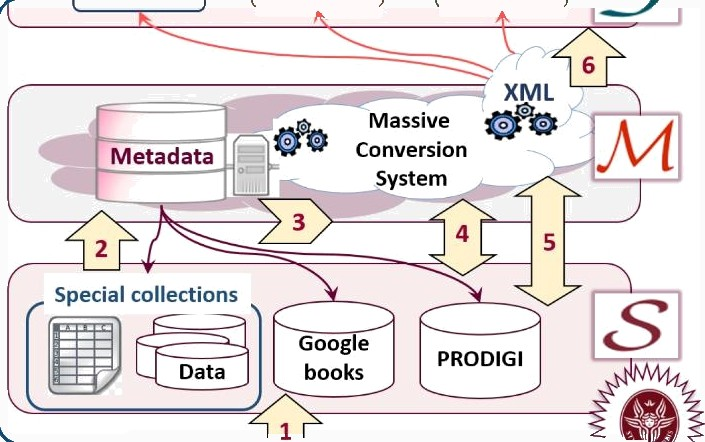 6
XML
Massive
Conversion
System
Metadata
M
2
3
4
5
Special collections
A B C
Data
Google
books
PRODIGI
S
1